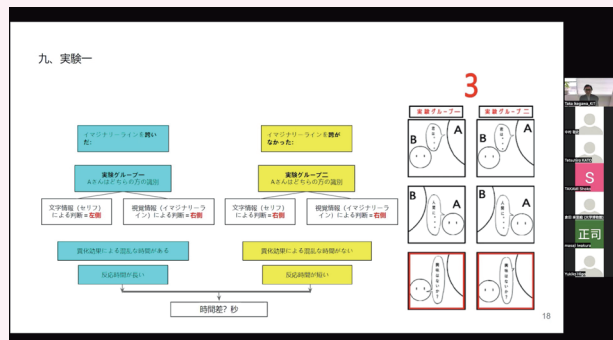 九、実験一
イマジナリーラインを跨い
だ:
イマジナリーラインを跨が
なかった:
実験グループ一
Aさんはどちらの方の識別
実験グループ二
Aさんはどちらの方の識別
文字情報（セリフ）
による判断＝左側
視覚情報（イマジナリーラ
イン）による判断＝右側
文字情報（セリフ）
による判断＝右側
視覚情報（イマジナリーラ
イン）による判断＝右側
異化効果による混乱な時間がある
異化効果による混乱な時間がない
反応時間が長い
反応時間が短い
時間差？秒
3
実験グループ一
実験グループ二
B
A
B
A
B
A
B
A
18
S
正司